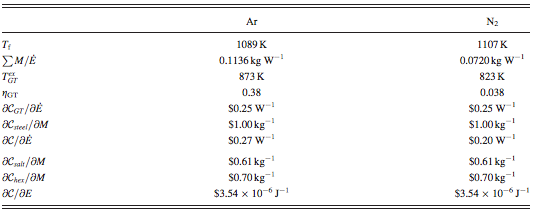 Ar N₂
T_f 1089 K 1107 K
∑ M/Ė 0.1136 kg W⁻¹ 0.0720 kg W⁻¹
T_GT^ex 873 K 823 K
η_GT 0.38 0.038
∂C_GT/∂Ė $0.25 W⁻¹ $0.25 W⁻¹
∂C_steel/∂M $1.00 kg⁻¹ $1.00 kg⁻¹
∂C/∂Ė $0.27 W⁻¹ $0.20 W⁻¹
∂C_salt/∂M $0.61 kg⁻¹ $0.61 kg⁻¹
∂C_hex/∂M $0.70 kg⁻¹ $0.70 kg⁻¹
∂C/∂E $3.54 × 10⁻⁶ J⁻¹ $3.54 × 10⁻⁶ J⁻¹